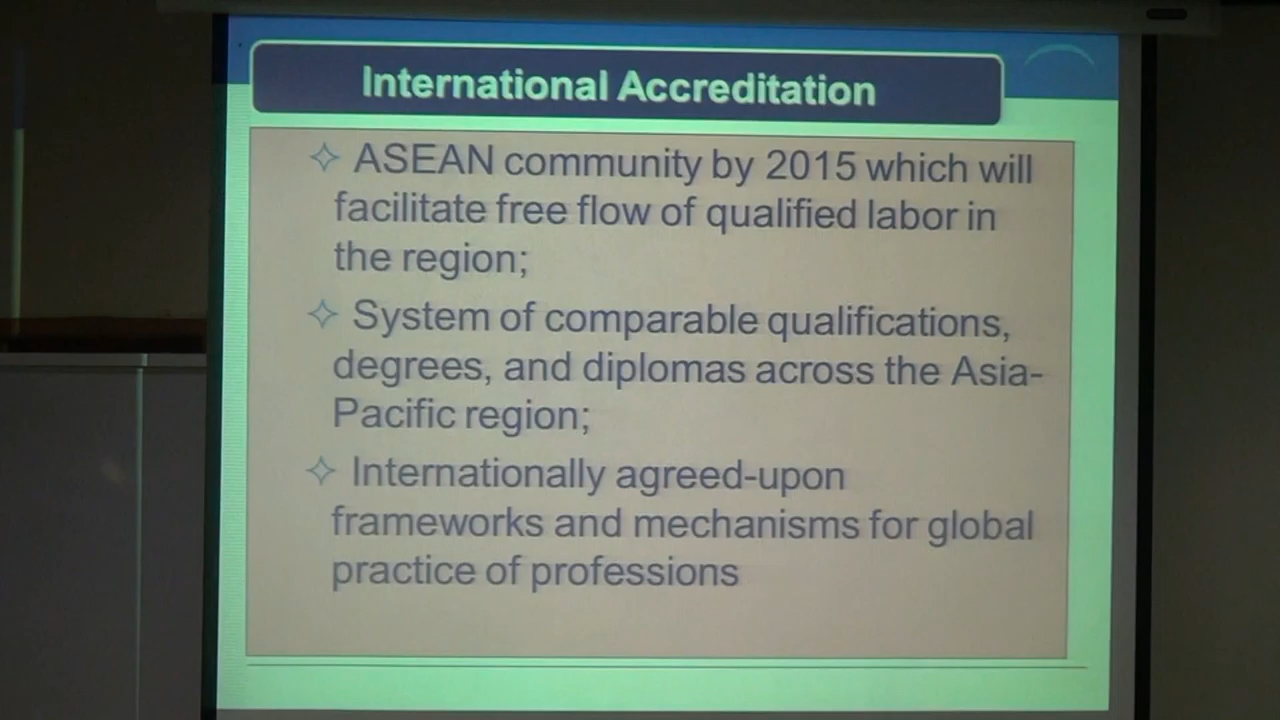 International Accreditation
✧ ASEAN community by 2015 which will
facilitate free flow of qualified labor in
the region;
✧ System of comparable qualifications,
degrees, and diplomas across the Asia-
Pacific region;
✧ Internationally agreed-upon
frameworks and mechanisms for global
practice of professions